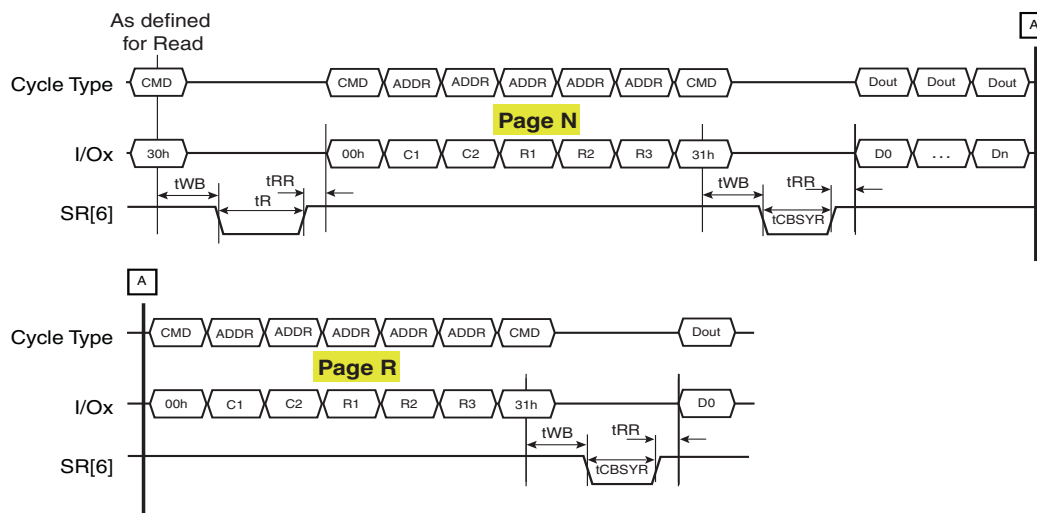 As defined
for Read
A
Cycle Type CMD CMD ADDR ADDR ADDR ADDR ADDR CMD Dout Dout Dout
Page N
I/Ox 30h 00h C1 C2 R1 R2 R3 31h D0 ... Dn
tWB tR tRR tWB tCBSYR tRR
SR[6]
A
Cycle Type CMD ADDR ADDR ADDR ADDR ADDR CMD Dout
Page R
I/Ox 00h C1 C2 R1 R2 R3 31h D0
tWB tCBSYR tRR
SR[6]